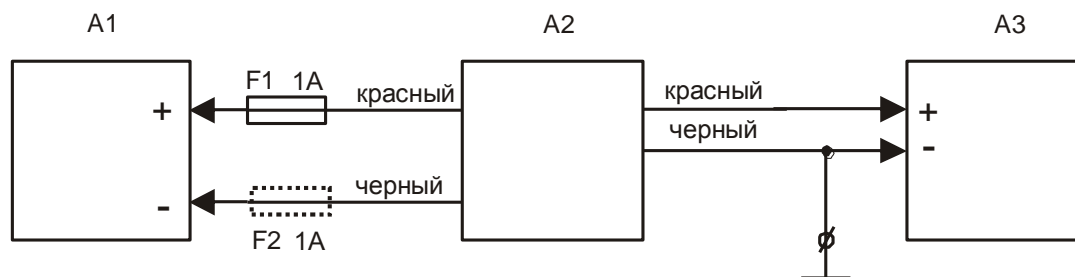 A1
A2
A3
F1 1A
красный
красный
+
+
черный
-
черный
-
F2 1A